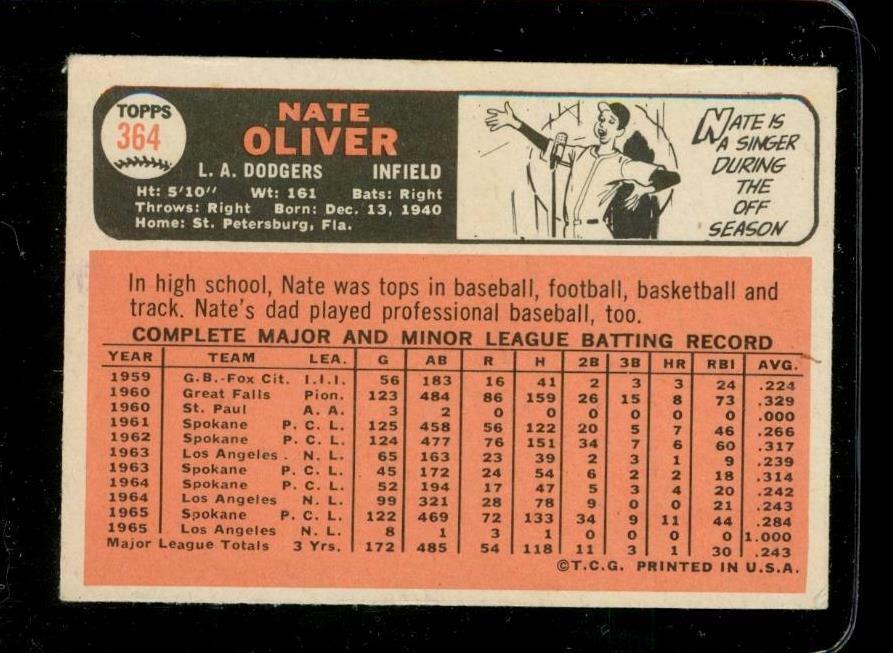 TOPPS
364
NATE
OLIVER
L. A. DODGERS INFIELD
Ht: 5'10" Wt: 161 Bats: Right
Throws: Right Born: Dec. 13, 1940
Home: St. Petersburg, Fla.
NATE IS
A SINGER
DURING
THE
OFF
SEASON
In high school, Nate was tops in baseball, football, basketball and
track. Nate's dad played professional baseball, too.
COMPLETE MAJOR AND MINOR LEAGUE BATTING RECORD
YEAR TEAM LEA. G AB R H 2B 3B HR RBI AVG.
1959 G.B.-Fox Cit. I.I.I. 56 183 16 41 2 3 3 24 .224
1960 Great Falls Pion. 123 484 86 159 26 15 8 73 .329
1960 St. Paul A. A. 3 2 0 0 0 0 0 0 .000
1961 Spokane P. C. L. 125 458 56 122 20 5 7 46 .266
1962 Spokane P. C. L. 124 477 76 151 34 7 6 60 .317
1963 Los Angeles . N. L. 65 163 23 39 2 3 1 9 .239
1963 Spokane P. C. L. 45 172 24 54 6 2 2 18 .314
1964 Spokane P. C. L. 52 194 17 47 5 3 4 20 .242
1964 Los Angeles N. L. 99 321 28 78 9 0 0 21 .243
1965 Spokane P. C. L. 122 469 72 133 34 9 11 44 .284
1965 Los Angeles N. L. 8 1 3 1 0 0 0 0 1.000
Major League Totals 3 Yrs. 172 485 54 118 11 3 1 30 .243
©T.C.G. PRINTED IN U.S.A.